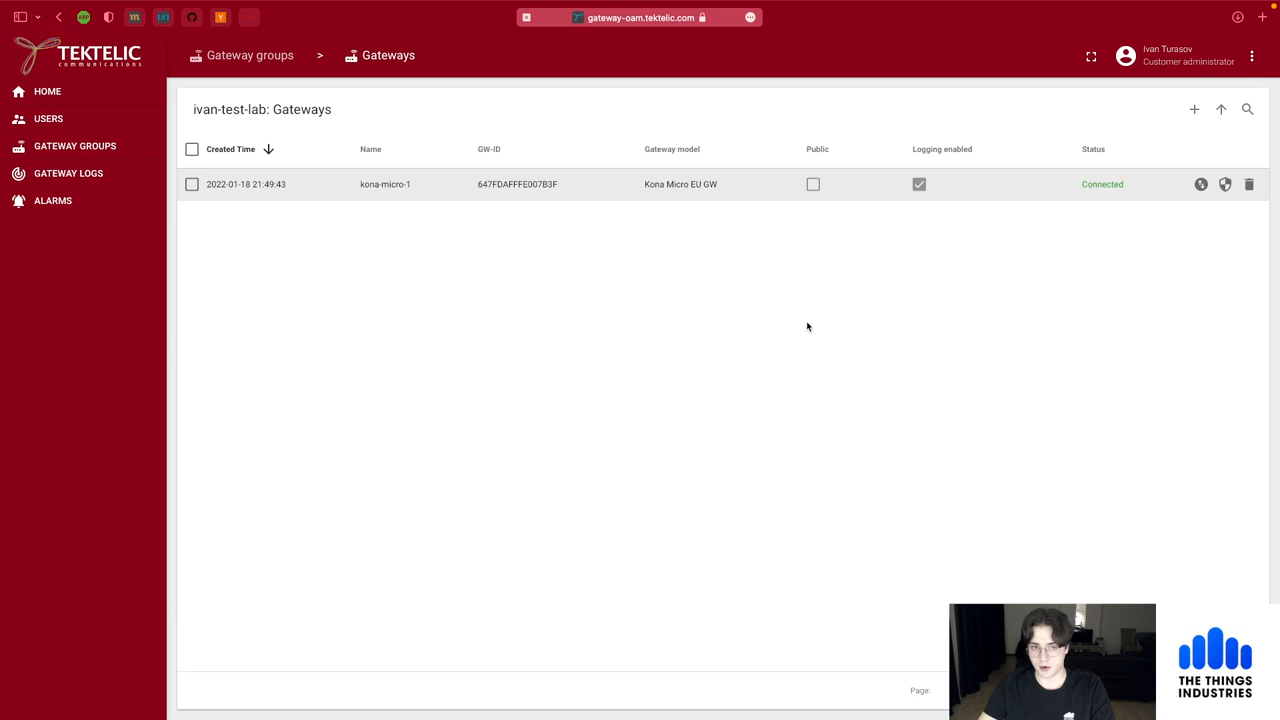 gateway-oam.tektelic.com
TEKTELIC
communications
Gateway groups > Gateways
Ivan Turasov
Customer administrator
HOME
USERS
GATEWAY GROUPS
GATEWAY LOGS
ALARMS
ivan-test-lab: Gateways
Created Time Name GW-ID Gateway model Public Logging enabled Status
2022-01-18 21:49:43 kona-micro-1 647FDAFFFE007B3F Kona Micro EU GW Connected
Page:
THE THINGS
INDUSTRIES